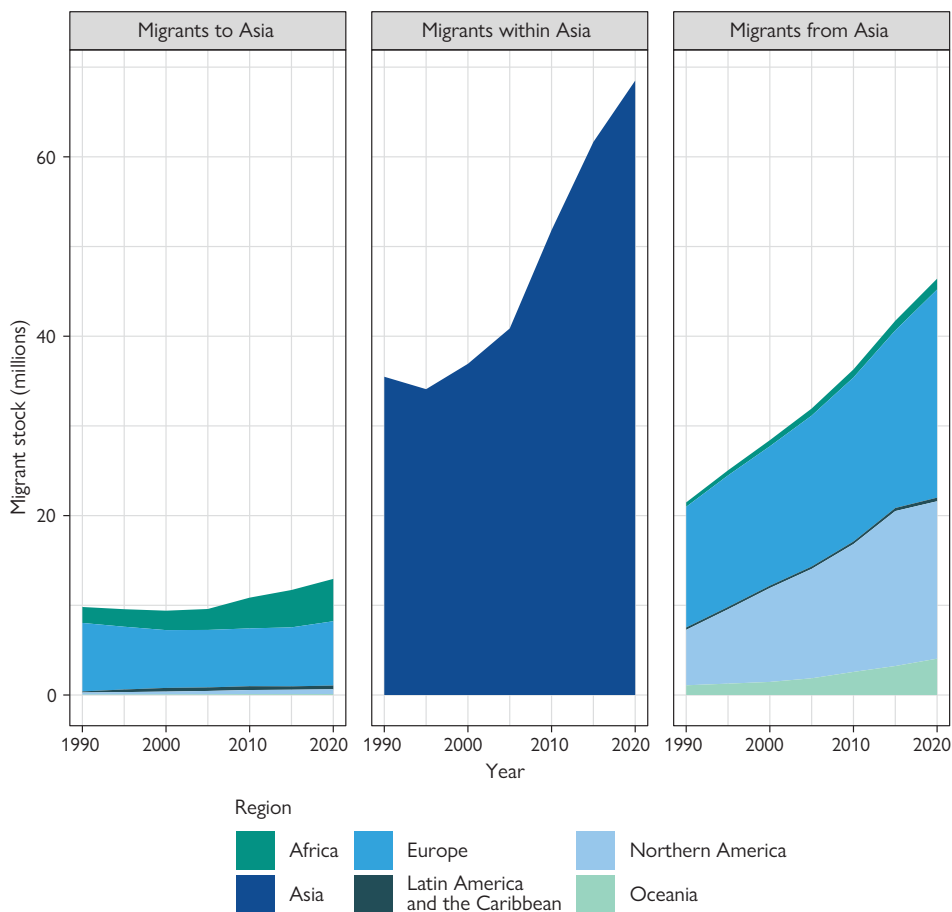 Migrants to Asia
Migrants within Asia
Migrants from Asia
Migrant stock (millions)
60
40
20
0
1990 2000 2010 2020
1990 2000 2010 2020
1990 2000 2010 2020
Year
Region
Africa
Europe
Northern America
Asia
Latin America
and the Caribbean
Oceania